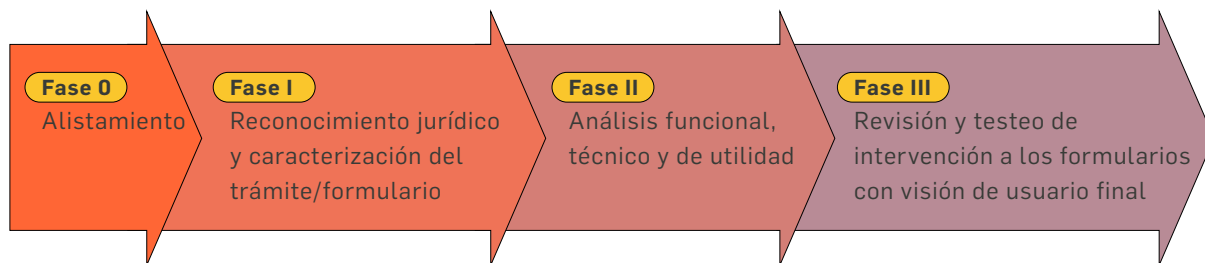 Fase 0
Alistamiento
Fase I
Reconocimiento jurídico
y caracterización del
trámite/formulario
Fase II
Análisis funcional,
técnico y de utilidad
Fase III
Revisión y testeo de
intervención a los formularios
con visión de usuario final